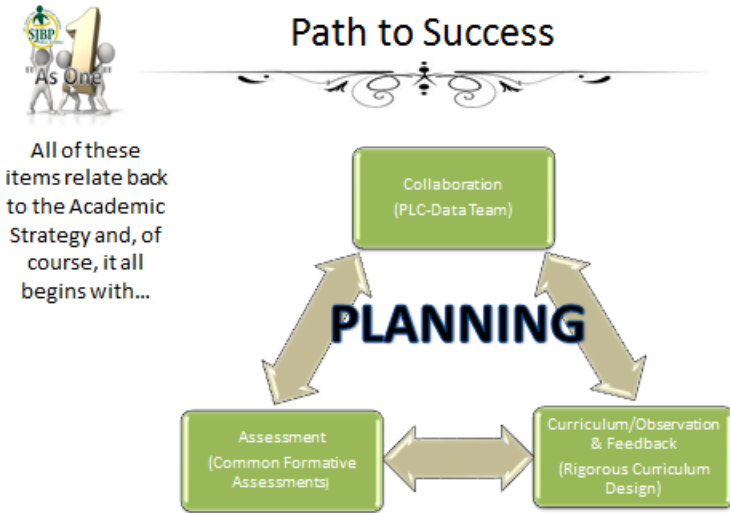 Path to Success
SJBP
1
"As One"
All of these
items relate back
to the Academic
Strategy and, of
course, it all
begins with...
Collaboration
(PLC-Data Team)
PLANNING
Assessment
(Common Formative
Assessments)
Curriculum/Observation
& Feedback
(Rigorous Curriculum
Design)